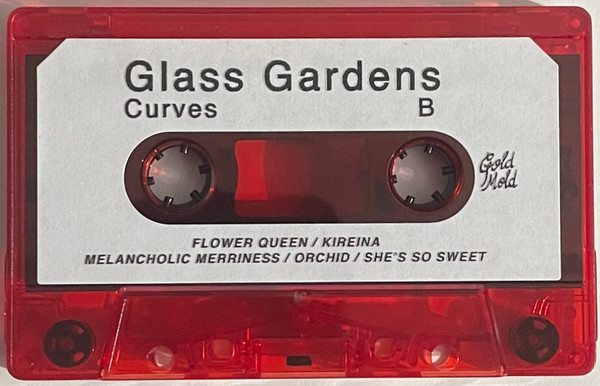 Glass Gardens
Curves B
Gold
Mold
FLOWER QUEEN / KIREINA
MELANCHOLIC MERRINESS / ORCHID / SHE"S SO SWEET